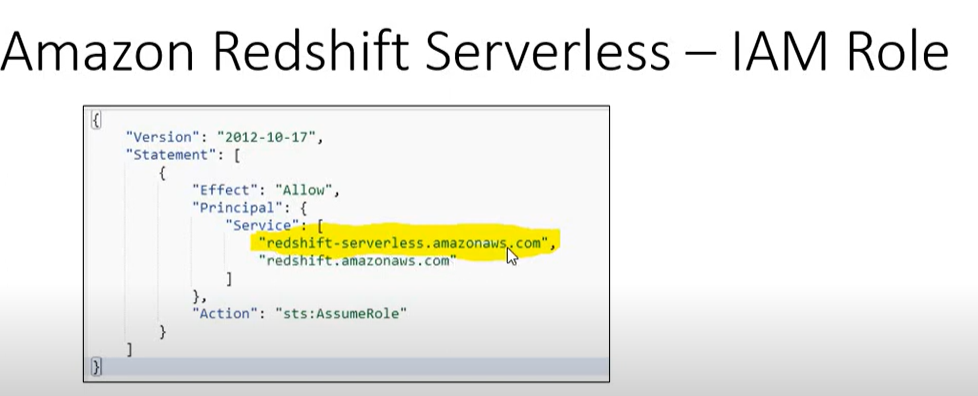 Amazon Redshift Serverless – IAM Role
{
"Version": "2012-10-17",
"Statement": [
{
"Effect": "Allow",
"Principal": {
"Service": [
"redshift-serverless.amazonaws.com",
"redshift.amazonaws.com"
]
},
"Action": "sts:AssumeRole"
}
]
}